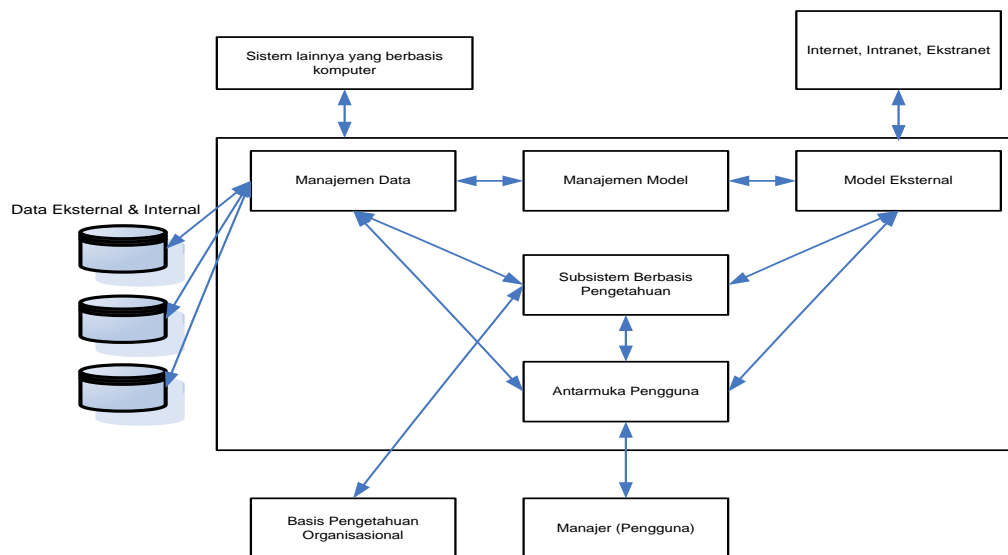 Sistem lainnya yang berbasis
komputer
Internet, Intranet, Ekstranet
Manajemen Data
Manajemen Model
Model Eksternal
Data Eksternal & Internal
Subsistem Berbasis
Pengetahuan
Antarmuka Pengguna
Basis Pengetahuan
Organisasional
Manajer (Pengguna)